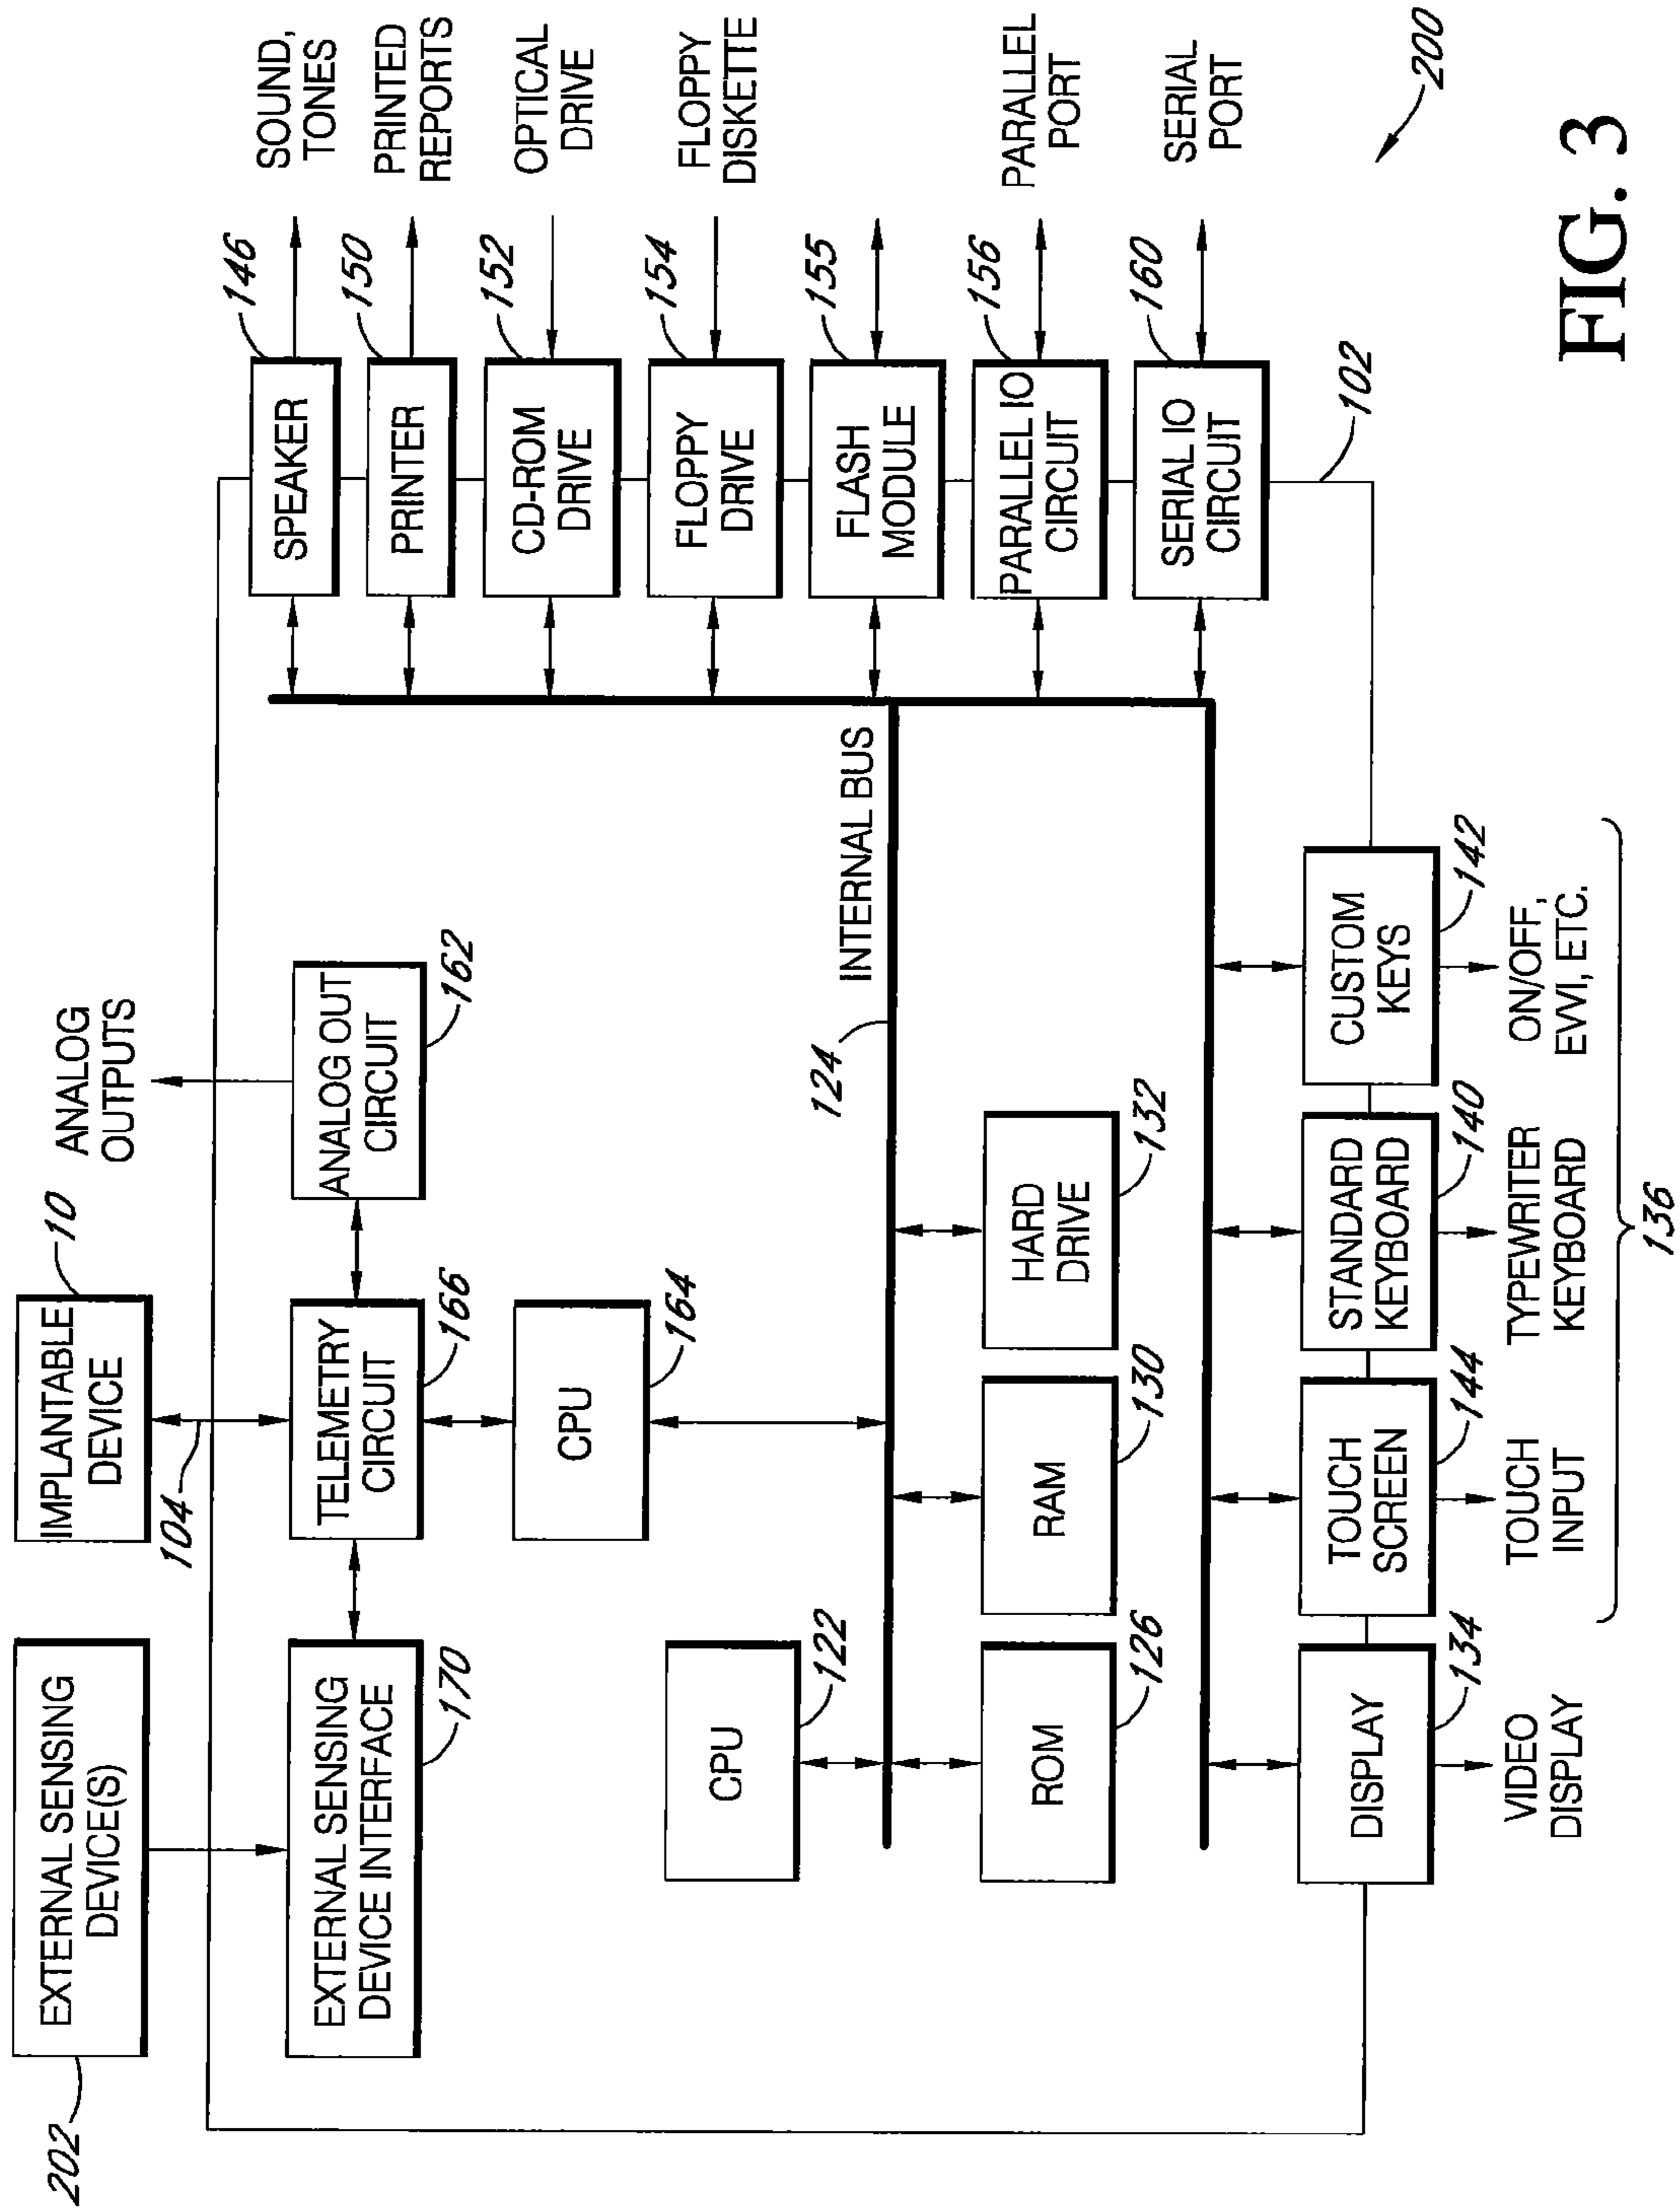 202
EXTERNAL SENSING
DEVICE(S)
IMPLANTABLE
DEVICE
10
ANALOG
OUTPUTS
104
EXTERNAL SENSING
DEVICE INTERFACE
170
TELEMETRY
CIRCUIT
166
ANALOG OUT
CIRCUIT
162
CPU
164
CPU
122
INTERNAL BUS
124
ROM
126
RAM
130
HARD
DRIVE
132
DISPLAY
134
VIDEO
DISPLAY
TOUCH
SCREEN
144
TOUCH
INPUT
STANDARD
KEYBOARD
140
TYPEWRITER
KEYBOARD
CUSTOM
KEYS
142
ON/OFF,
EVVI, ETC.
136
SPEAKER
146
SOUND,
TONES
PRINTER
150
PRINTED
REPORTS
CD-ROM
DRIVE
152
OPTICAL
DRIVE
FLOPPY
DRIVE
154
FLOPPY
DISKETTE
FLASH
MODULE
155
PARALLEL IO
CIRCUIT
156
PARALLEL
PORT
SERIAL IO
CIRCUIT
160
SERIAL
PORT
102
200
FIG. 3